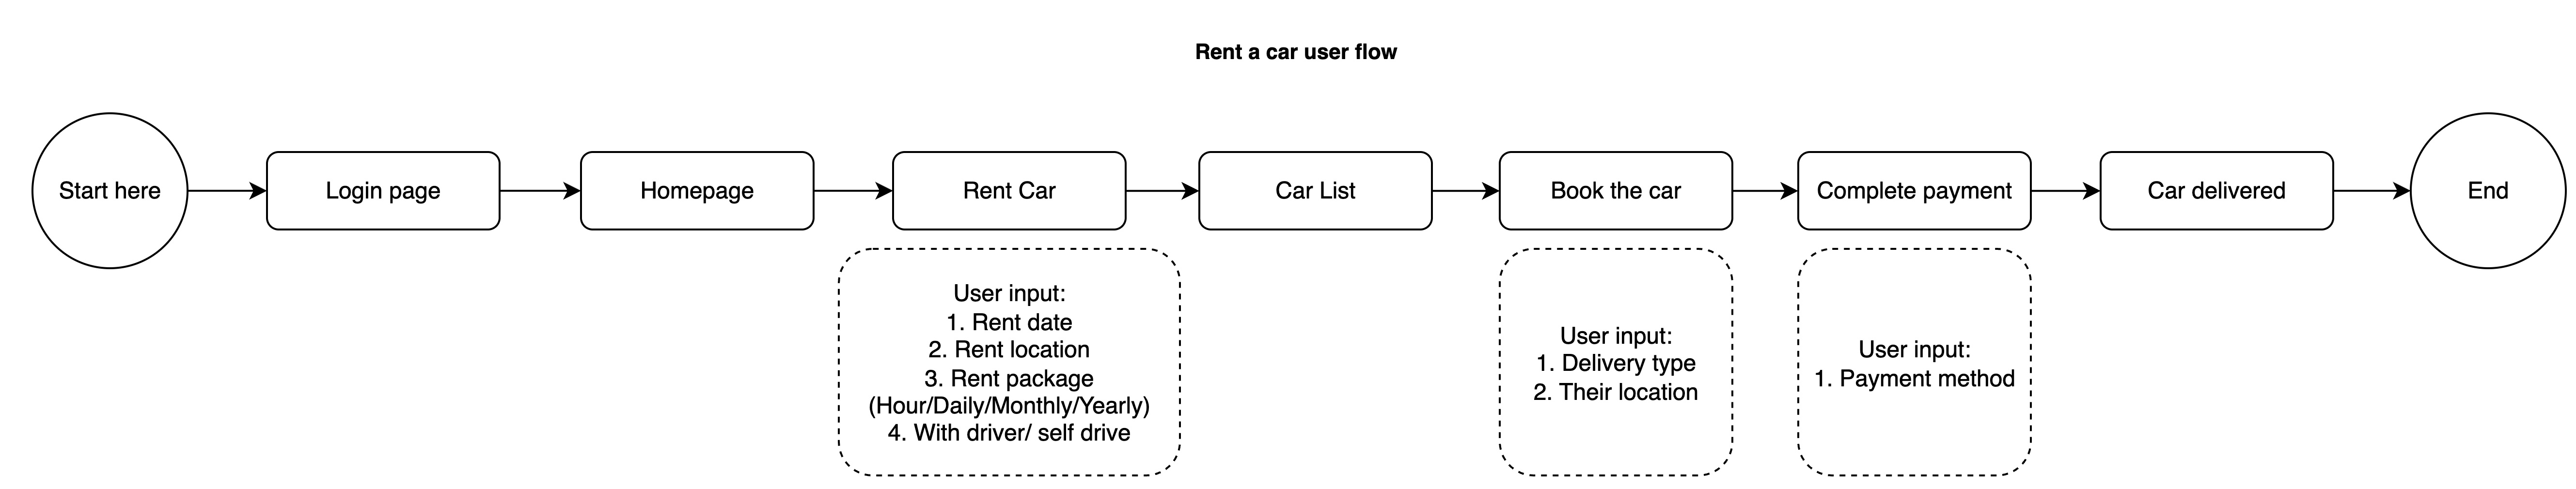 Rent a car user flow
Start here
Login page
Homepage
Rent Car
Car List
Book the car
Complete payment
Car delivered
End
User input:
1. Rent date
2. Rent location
3. Rent package
(Hour/Daily/Monthly/Yearly)
4. With driver/ self drive
User input:
1. Delivery type
2. Their location
User input:
1. Payment method